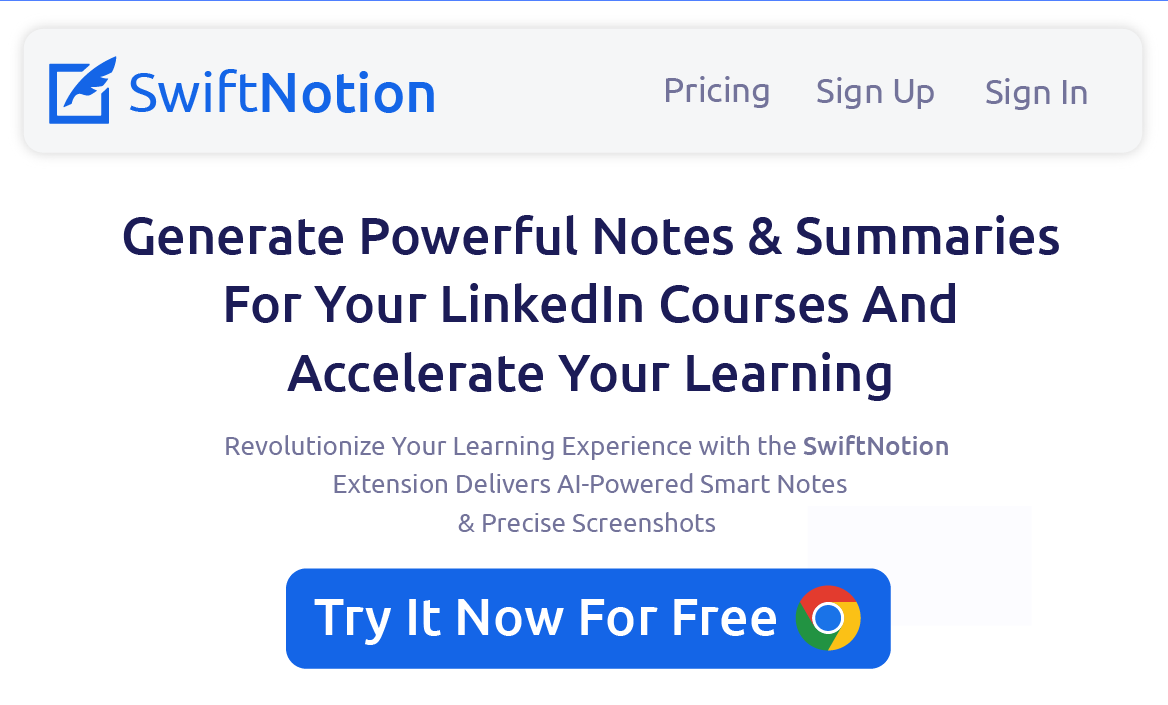 SwiftNotion
Pricing
Sign Up
Sign In
Generate Powerful Notes & Summaries
For Your LinkedIn Courses And
Accelerate Your Learning
Revolutionize Your Learning Experience with the SwiftNotion
Extension Delivers AI-Powered Smart Notes
& Precise Screenshots
Try It Now For Free